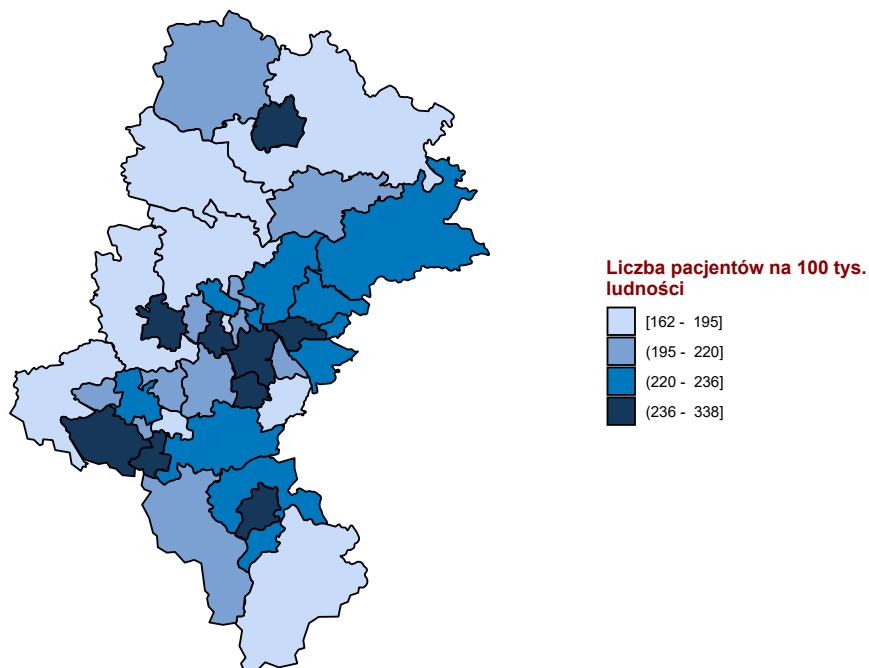 Liczba pacjentów na 100 tys.
ludności
[162 - 195]
(195 - 220]
(220 - 236]
(236 - 338]